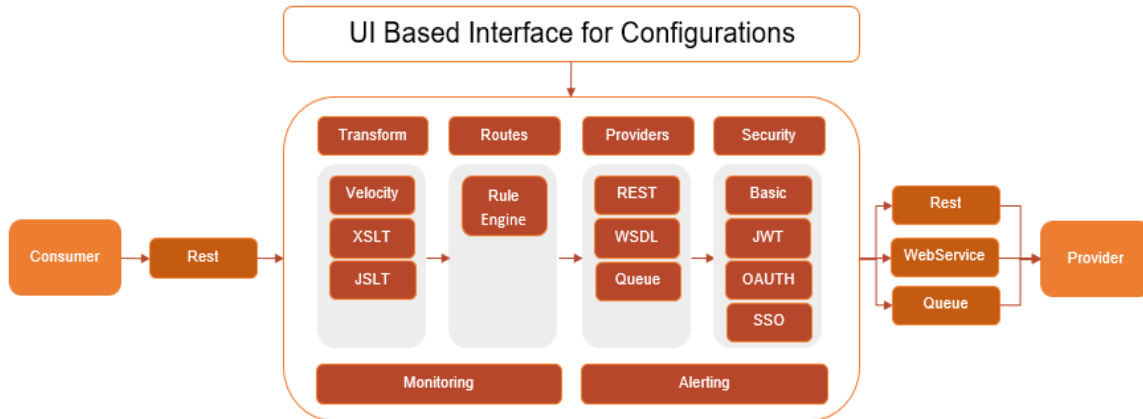 UI Based Interface for Configurations
Transform
Routes
Providers
Security
Velocity
XSLT
JSLT
Rule
Engine
REST
WSDL
Queue
Basic
JWT
OAUTH
SSO
Monitoring
Alerting
Consumer
Rest
Rest
WebService
Queue
Provider